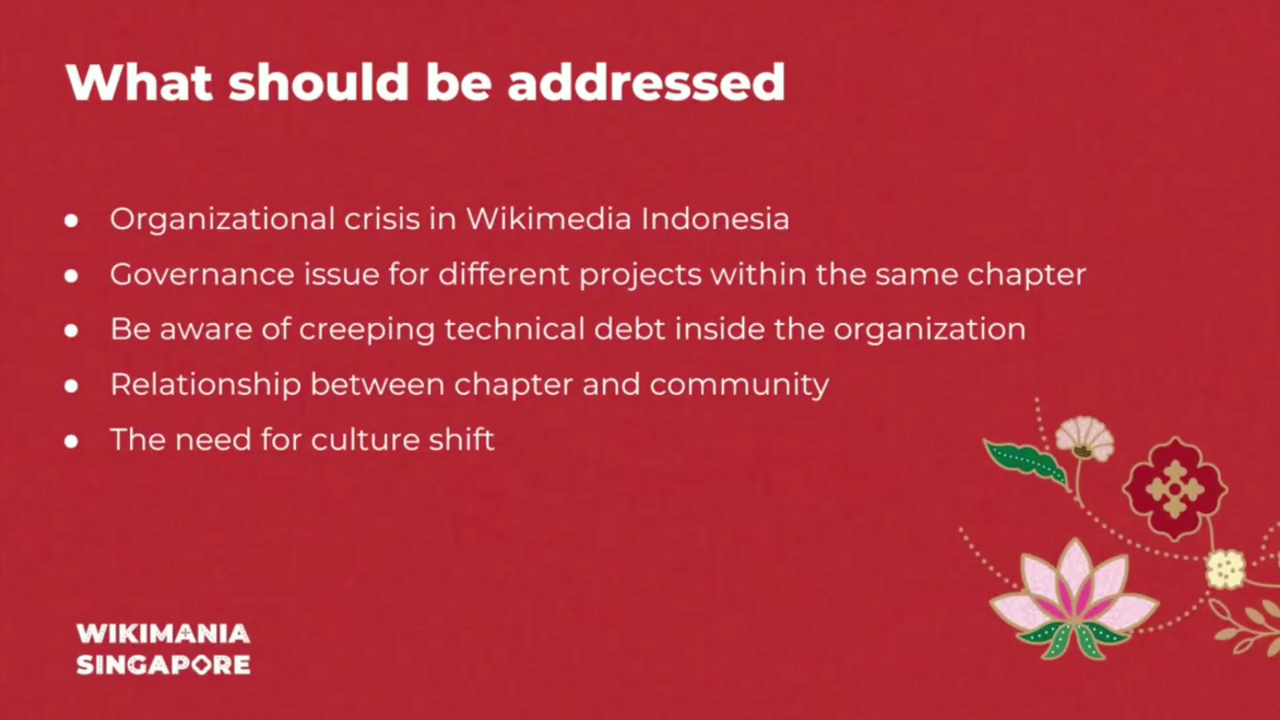 What should be addressed
● Organizational crisis in Wikimedia Indonesia
● Governance issue for different projects within the same chapter
● Be aware of creeping technical debt inside the organization
● Relationship between chapter and community
● The need for culture shift
WIKIMANIA
SINGAPORE